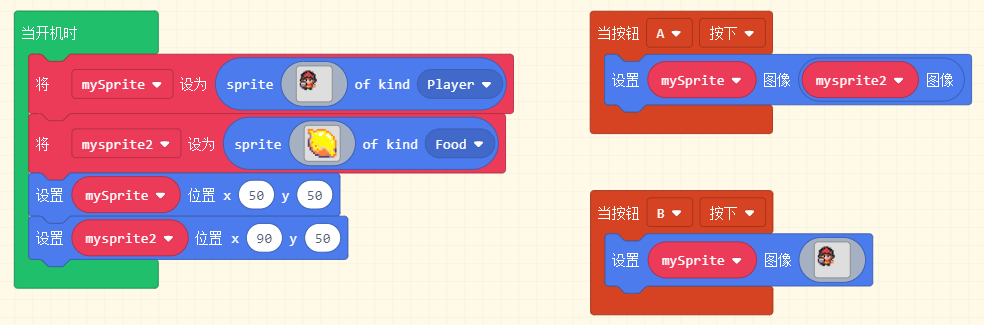 当开机时
将 mySprite 设为 sprite of kind Player
将 mysprite2 设为 sprite of kind Food
设置 mySprite 位置 x 50 y 50
设置 mysprite2 位置 x 90 y 50
当按钮 A 按下
设置 mySprite 图像 mysprite2 图像
当按钮 B 按下
设置 mySprite 图像